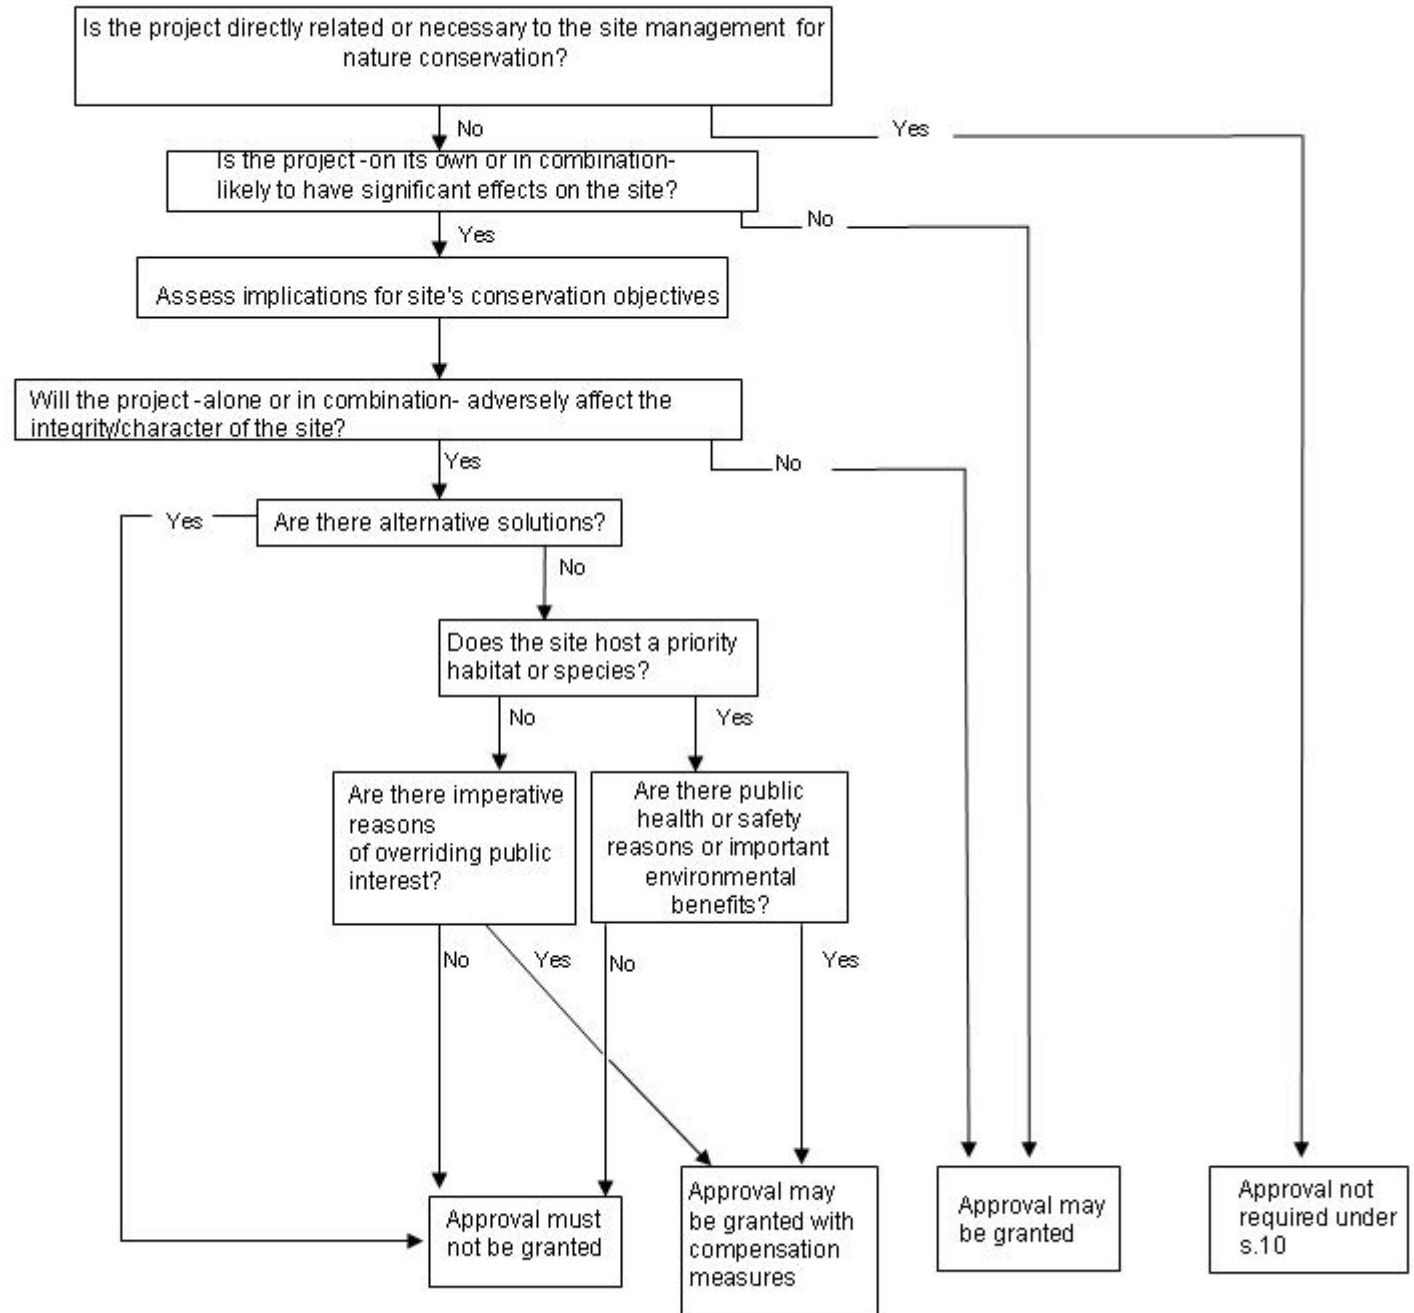 Is the project directly related or necessary to the site management for
nature conservation?
No
Yes
Is the project -on its own or in combination-
likely to have significant effects on the site?
No
Yes
Assess implications for site's conservation objectives
Will the project -alone or in combination- adversely affect the
integrity/character of the site?
Yes
No
Yes
Are there alternative solutions?
No
Does the site host a priority
habitat or species?
No
Yes
Are there imperative
reasons
of overriding public
interest?
Are there public
health or safety
reasons or important
environmental
benefits?
No
Yes
No
Yes
Approval must
not be granted
Approval may
be granted with
compensation
measures
Approval may
be granted
Approval not
required under
s.10